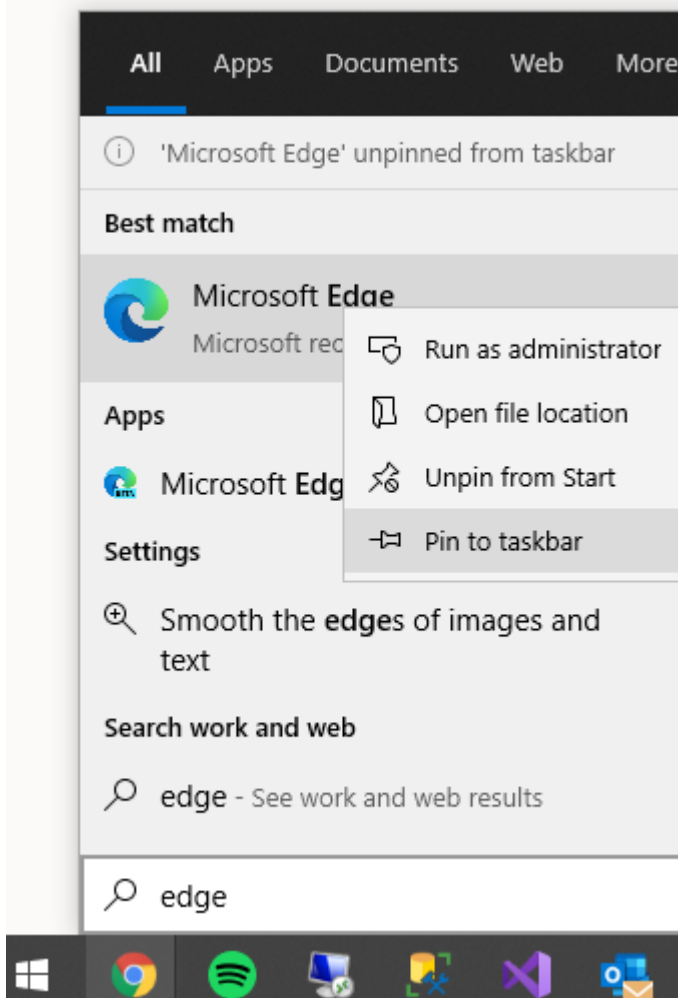 All Apps Documents Web More
'Microsoft Edge' unpinned from taskbar
Best match
Microsoft Edge
Microsoft rec
Run as administrator
Open file location
Unpin from Start
Pin to taskbar
Apps
Microsoft Edg
Settings
Smooth the edges of images and
text
Search work and web
edge - See work and web results
edge